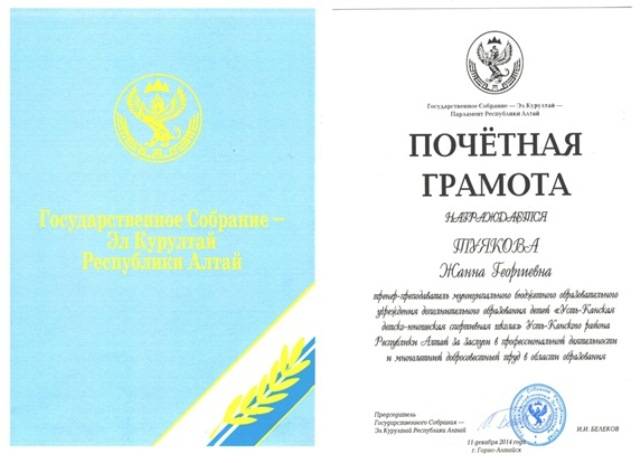 Государственное Собрание –
Эл Курултай
Республики Алтай
Государственное Собрание — Эл Курултай —
Парламент Республики Алтай
ПОЧЁТНАЯ
ГРАМОТА
НАГРАЖДАЕТСЯ
ТУЯКОВА
Жанна Георгиевна
тренер-преподаватель муниципального бюджетного образовательного
учреждения дополнительного образования детей «Усть-Канская
детско-юношеская спортивная школа» Усть-Канского района
Республики Алтай за заслуги в профессиональной деятельности
и многолетний добросовестный труд в области образования
Председатель
Государственного Собрания —
Эл Курултай Республики Алтай
И.И. БЕЛЕКОВ
11 декабря 2014 года
г. Горно-Алтайск